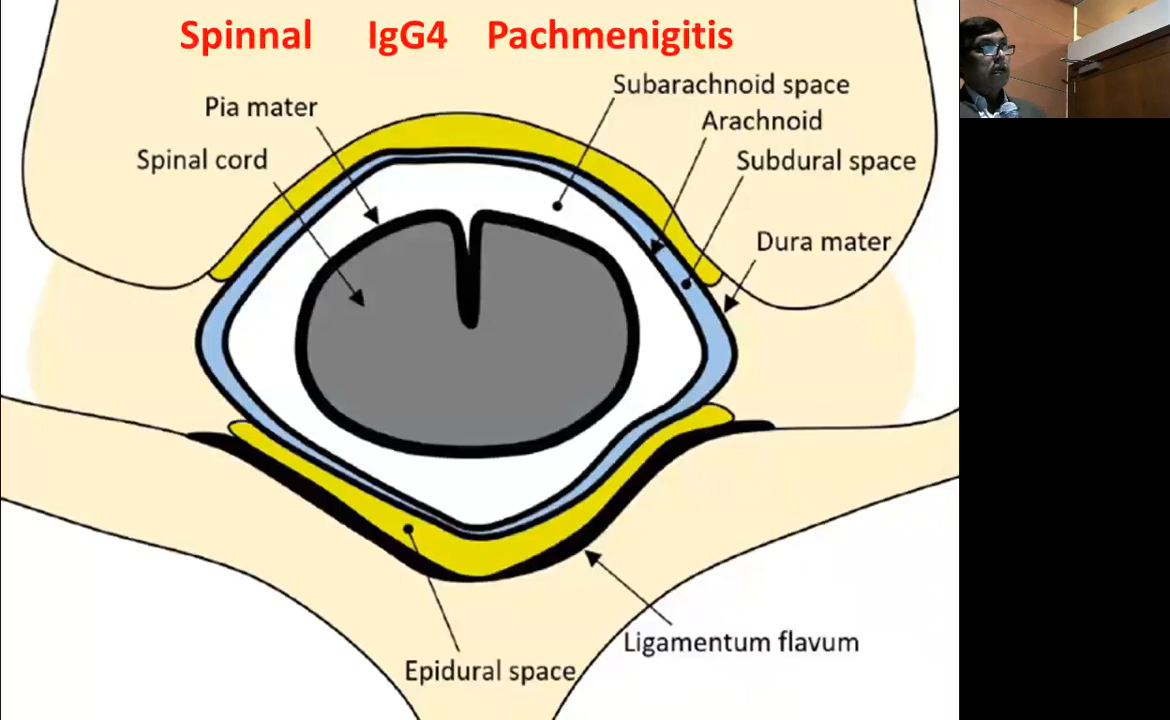 Spinnal IgG4 Pachmenigitis
Subarachnoid space
Pia mater
Arachnoid
Spinal cord
Subdural space
Dura mater
Ligamentum flavum
Epidural space